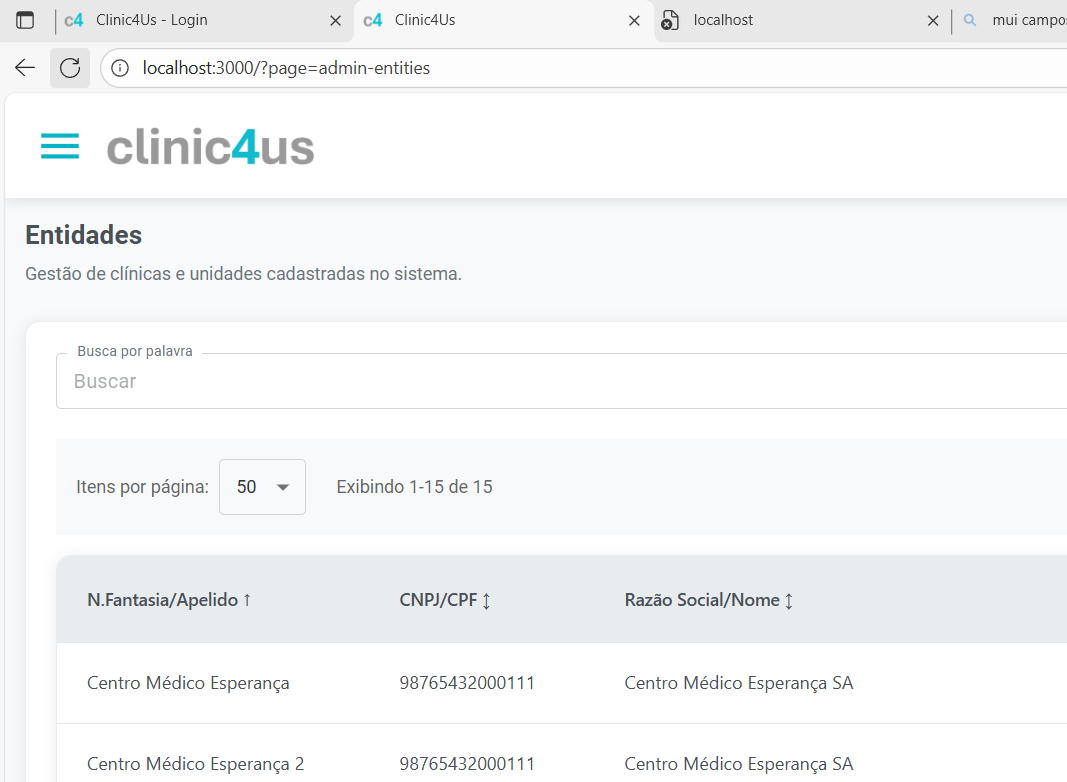 c4 Clinic4Us - Login c4 Clinic4Us localhost mui campo
localhost:3000/?page=admin-entities
clinic4us
Entidades
Gestão de clínicas e unidades cadastradas no sistema.
Busca por palavra
Buscar
Itens por página: 50 Exibindo 1-15 de 15
N.Fantasia/Apelido ↑ CNPJ/CPF ↕ Razão Social/Nome ↕
Centro Médico Esperança 98765432000111 Centro Médico Esperança SA
Centro Médico Esperança 2 98765432000111 Centro Médico Esperança SA